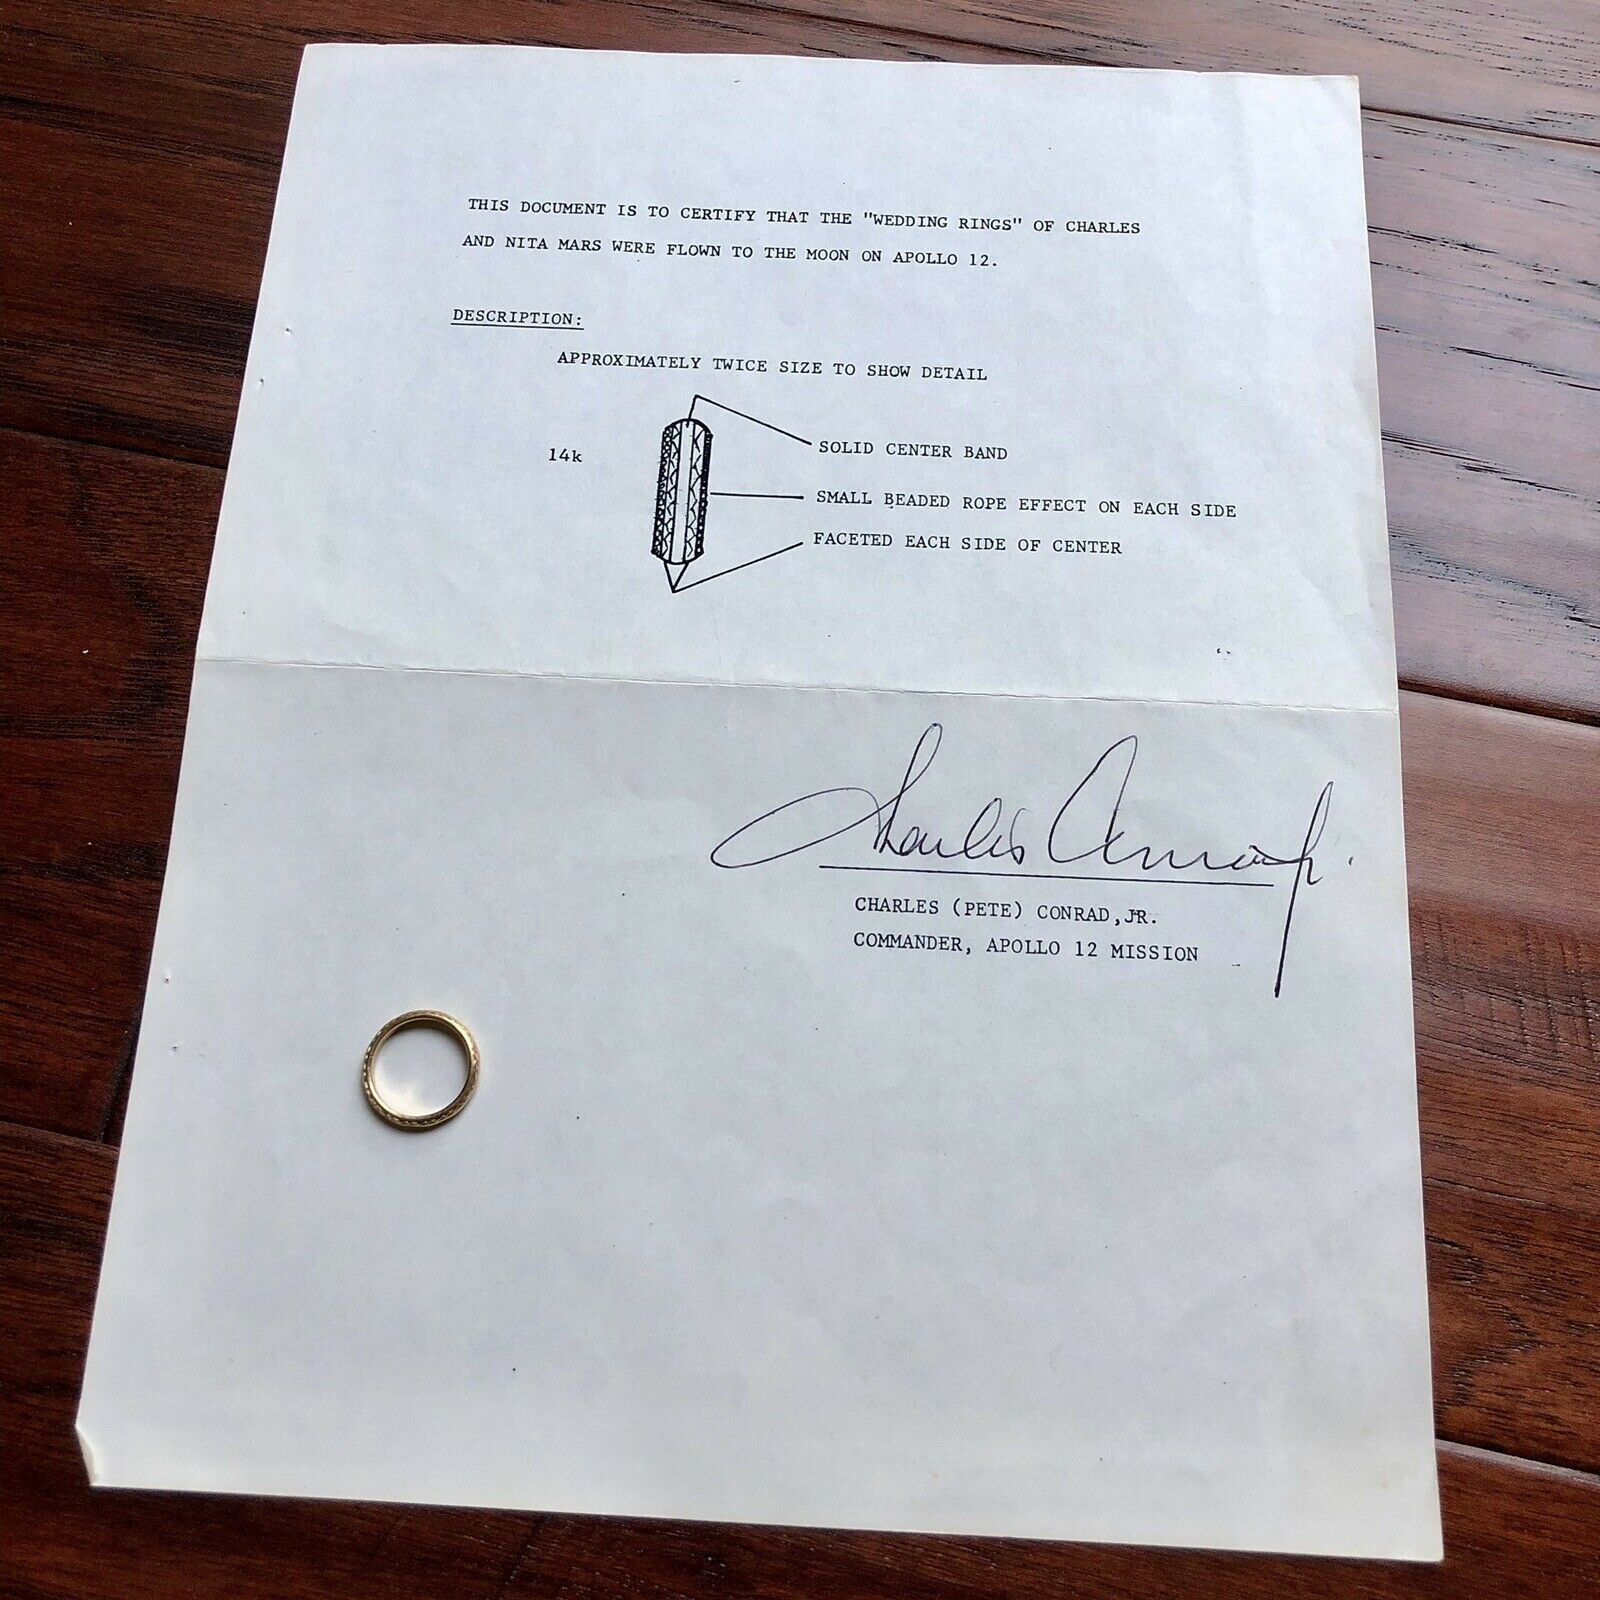 THIS DOCUMENT IS TO CERTIFY THAT THE "WEDDING RINGS" OF CHARLES
AND NITA MARS WERE FLOWN TO THE MOON ON APOLLO 12.
DESCRIPTION:
APPROXIMATELY TWICE SIZE TO SHOW DETAIL
14k
SOLID CENTER BAND
SMALL BEADED ROPE EFFECT ON EACH SIDE
FACETED EACH SIDE OF CENTER
Charles Conrad Jr.
CHARLES (PETE) CONRAD,JR.
COMMANDER, APOLLO 12 MISSION